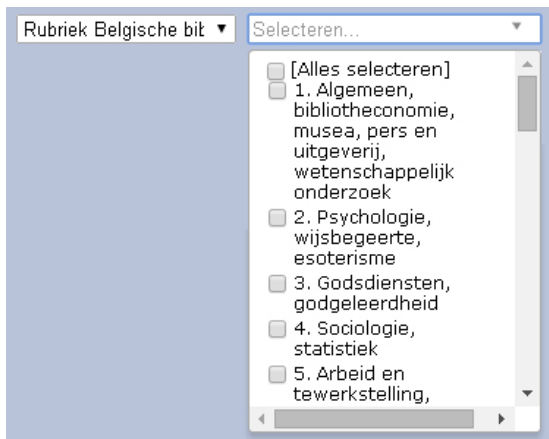 Rubriek Belgische bit
Selecteren...
[Alles selecteren]
1. Algemeen,
bibliotheconomie,
musea, pers en
uitgeverij,
wetenschappelijk
onderzoek
2. Psychologie,
wijsbegeerte,
esoterisme
3. Godsdiensten,
godgeleerdheid
4. Sociologie,
statistiek
5. Arbeid en
tewerkstelling,